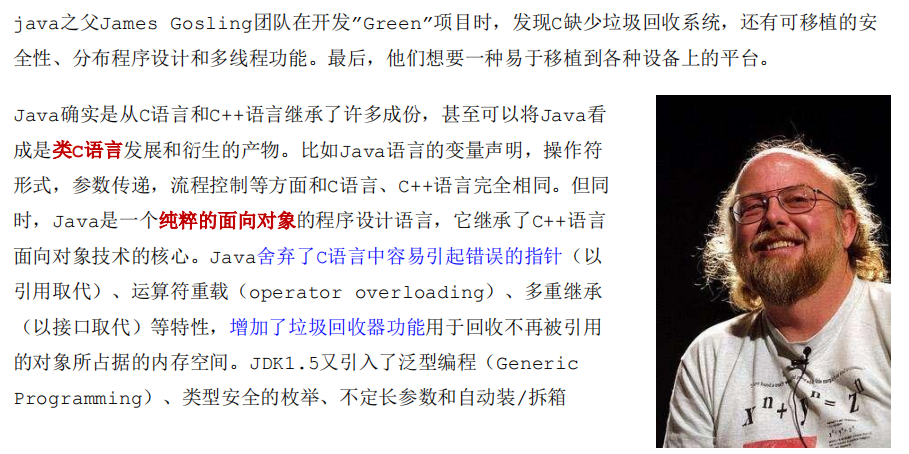 java之父James Gosling团队在开发”Green”项目时，发现C缺少垃圾回收系统，还有可移植的安
全性、分布程序设计和多线程功能。最后，他们想要一种易于移植到各种设备上的平台。
Java确实是从C语言和C++语言继承了许多成份，甚至可以将Java看
成是类C语言发展和衍生的产物。比如Java语言的变量声明，操作符
形式，参数传递，流程控制等方面和C语言、C++语言完全相同。但同
时，Java是一个纯粹的面向对象的程序设计语言，它继承了C++语言
面向对象技术的核心。Java舍弃了C语言中容易引起错误的指针（以
引用取代）、运算符重载（operator overloading）、多重继承
（以接口取代）等特性，增加了垃圾回收器功能用于回收不再被引用
的对象所占据的内存空间。JDK1.5又引入了泛型编程（Generic
Programming）、类型安全的枚举、不定长参数和自动装/拆箱
x^n + y^n = z^n